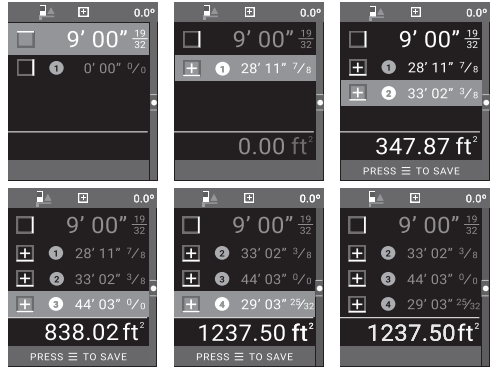 0.0°
9' 00" 19/32
1 0' 00" 0/0
0.0°
9' 00" 19/32
1 28' 11" 7/8
0.00 ft²
0.0°
9' 00" 19/32
1 28' 11" 7/8
2 33' 02" 3/8
347.87 ft²
PRESS ☰ TO SAVE
0.0°
9' 00" 19/32
1 28' 11" 7/8
2 33' 02" 3/8
3 44' 03" 0/0
838.02 ft²
PRESS ☰ TO SAVE
0.0°
9' 00" 19/32
2 33' 02" 3/8
3 44' 03" 0/0
4 29' 03" 25/32
1237.50 ft²
PRESS ☰ TO SAVE
0.0°
9' 00" 19/32
2 33' 02" 3/8
3 44' 03" 0/0
4 29' 03" 25/32
1237.50 ft²